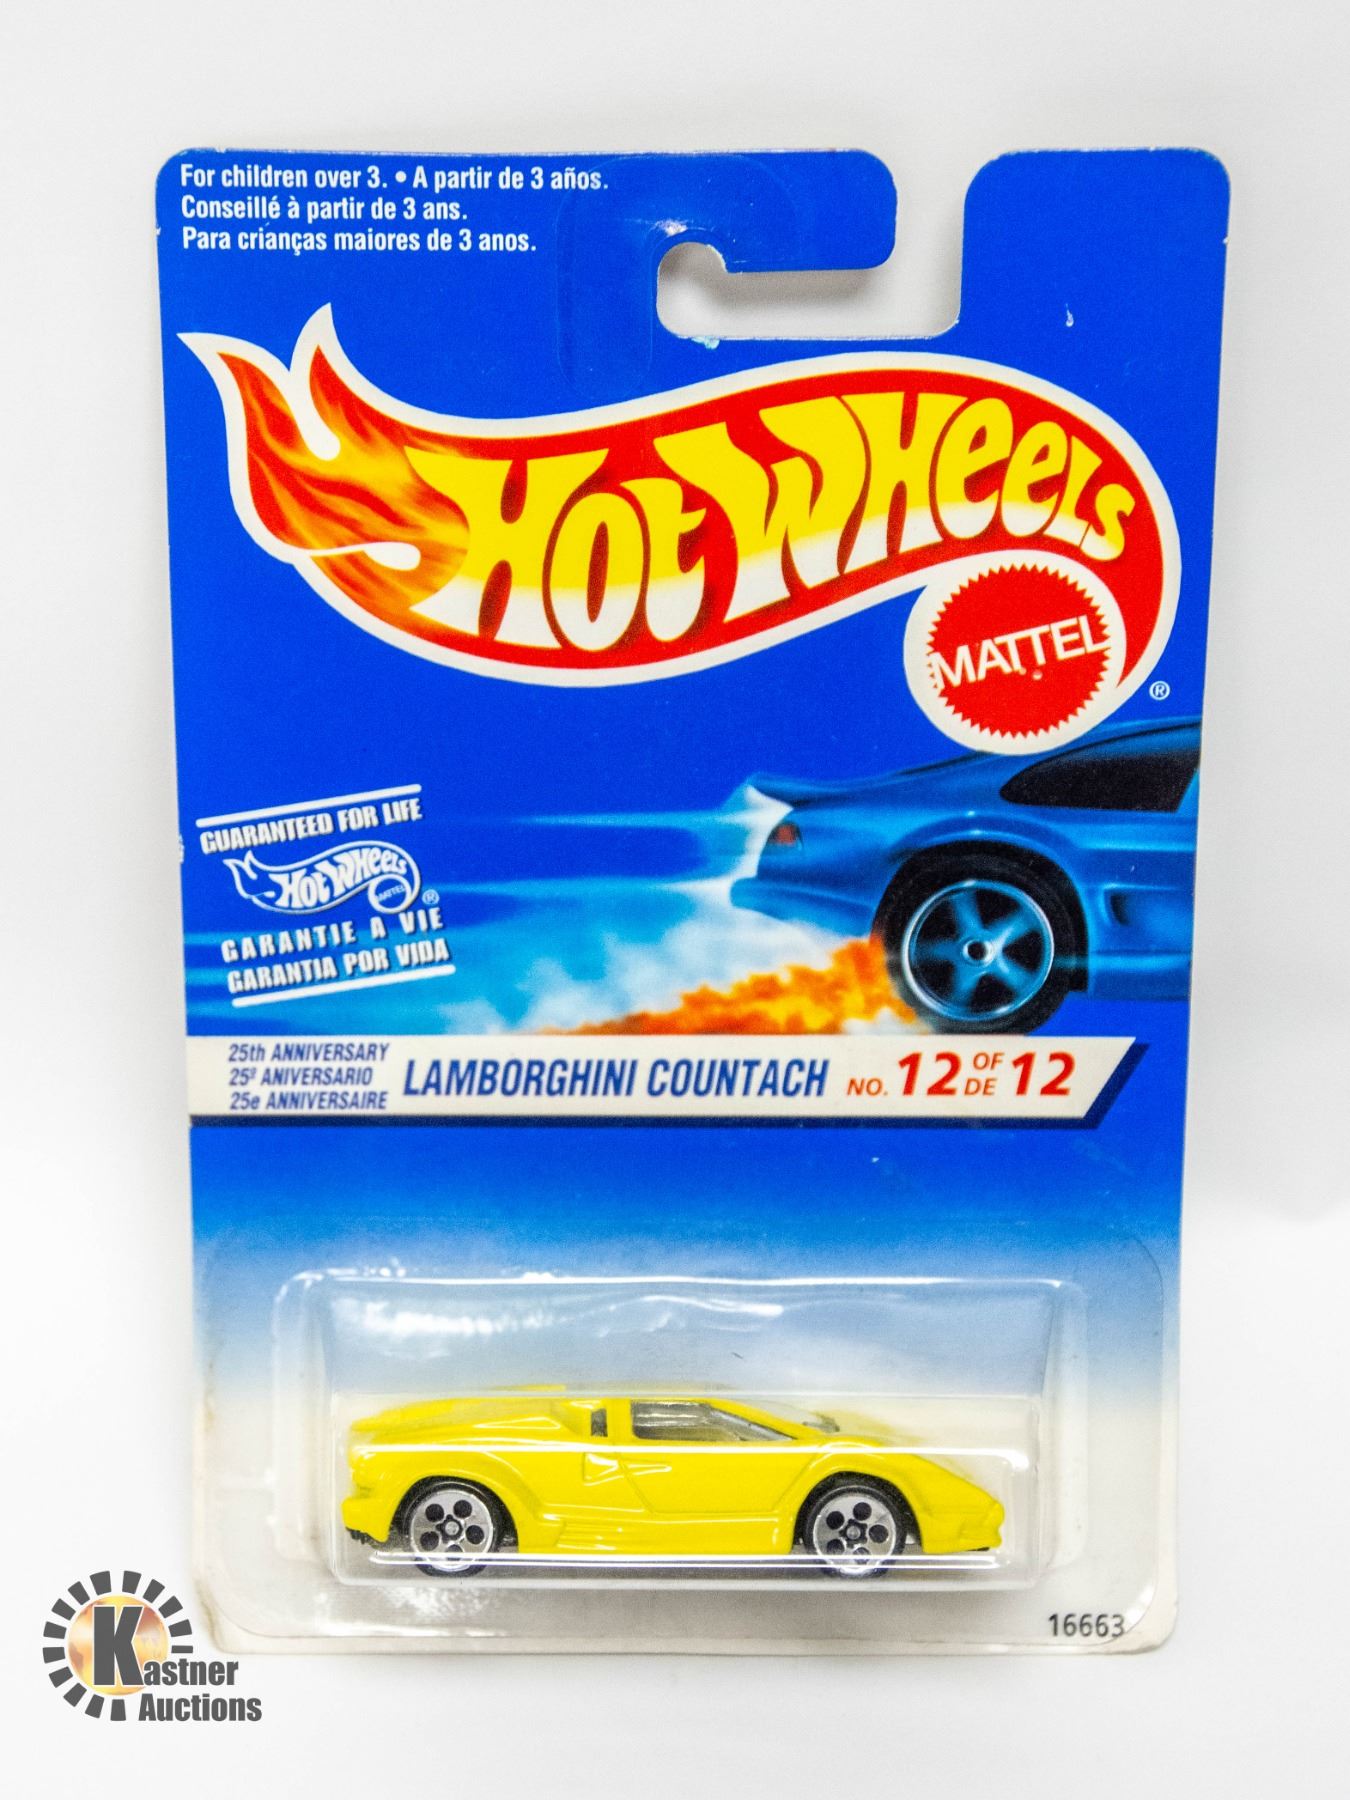 For children over 3. • A partir de 3 años.
Conseillé à partir de 3 ans.
Para crianças maiores de 3 anos.
Hot Wheels
MATTEL
®
GUARANTEED FOR LIFE
Hot Wheels
MATTEL
®
GARANTIE A VIE
GARANTIA POR VIDA
25th ANNIVERSARY
25º ANIVERSARIO
25e ANNIVERSAIRE
LAMBORGHINI COUNTACH
NO. 12 OF DE 12
16663
Kastner
Auctions